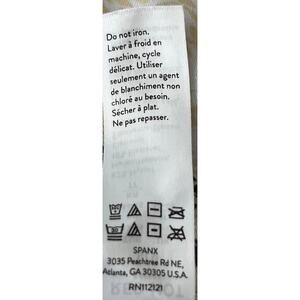 Do not iron.
Laver à froid en
machine, cycle
délicat. Utiliser
seulement un agent
de blanchiment non
chloré au besoin.
Sécher à plat.
Ne pas repasser.
SPANX
3035 Peachtree Rd NE,
Atlanta, GA 30305 U.S.A.
RN112121